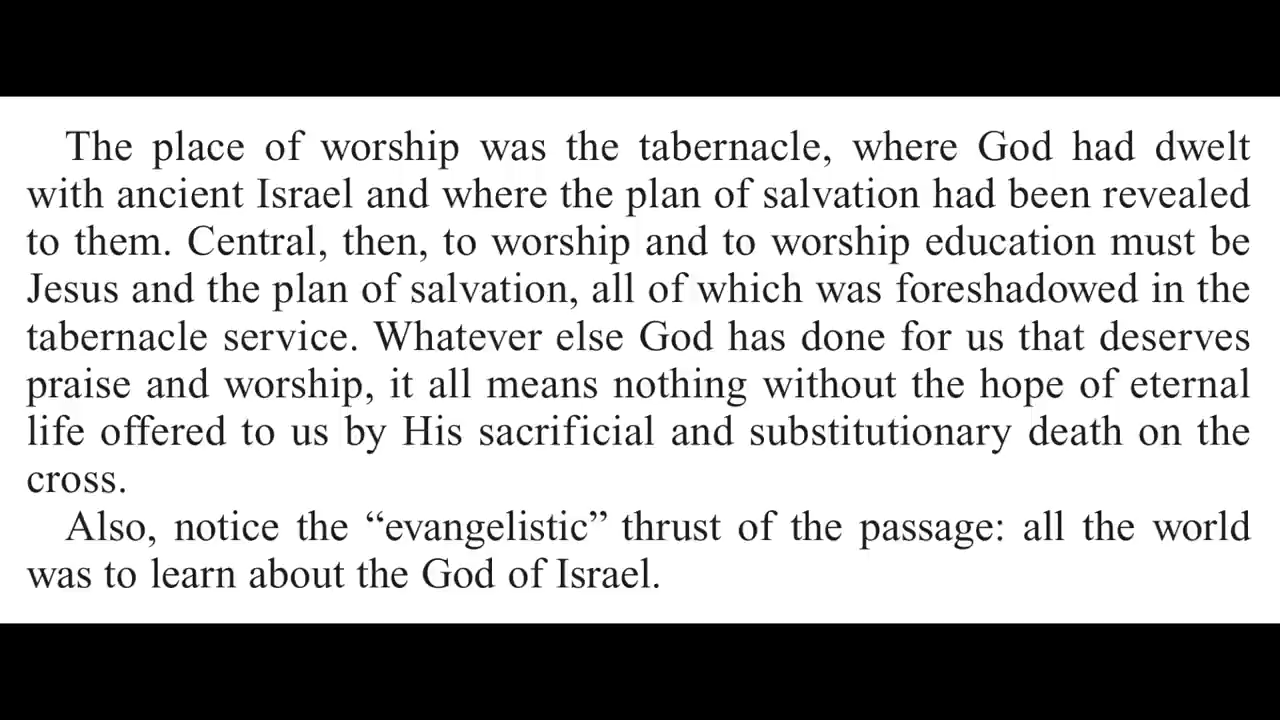 The place of worship was the tabernacle, where God had dwelt
with ancient Israel and where the plan of salvation had been revealed
to them. Central, then, to worship and to worship education must be
Jesus and the plan of salvation, all of which was foreshadowed in the
tabernacle service. Whatever else God has done for us that deserves
praise and worship, it all means nothing without the hope of eternal
life offered to us by His sacrificial and substitutionary death on the
cross.
Also, notice the “evangelistic” thrust of the passage: all the world
was to learn about the God of Israel.